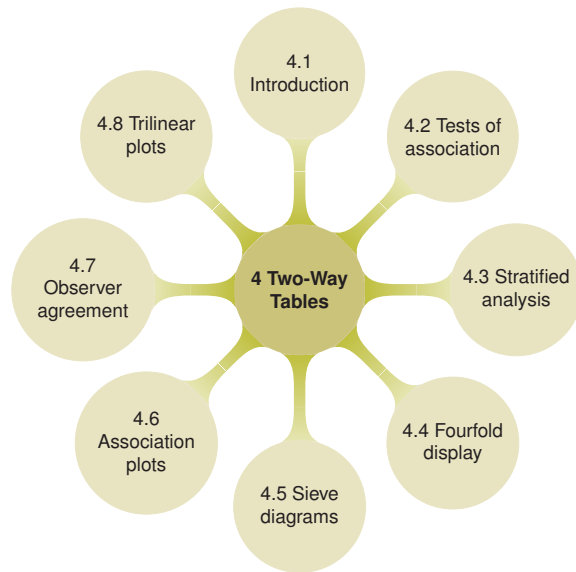 4.1
Introduction
4.2 Tests of
association
4.3 Stratified
analysis
4.4 Fourfold
display
4.5 Sieve
diagrams
4.6
Association
plots
4.7
Observer
agreement
4.8 Trilinear
plots
4 Two-Way
Tables